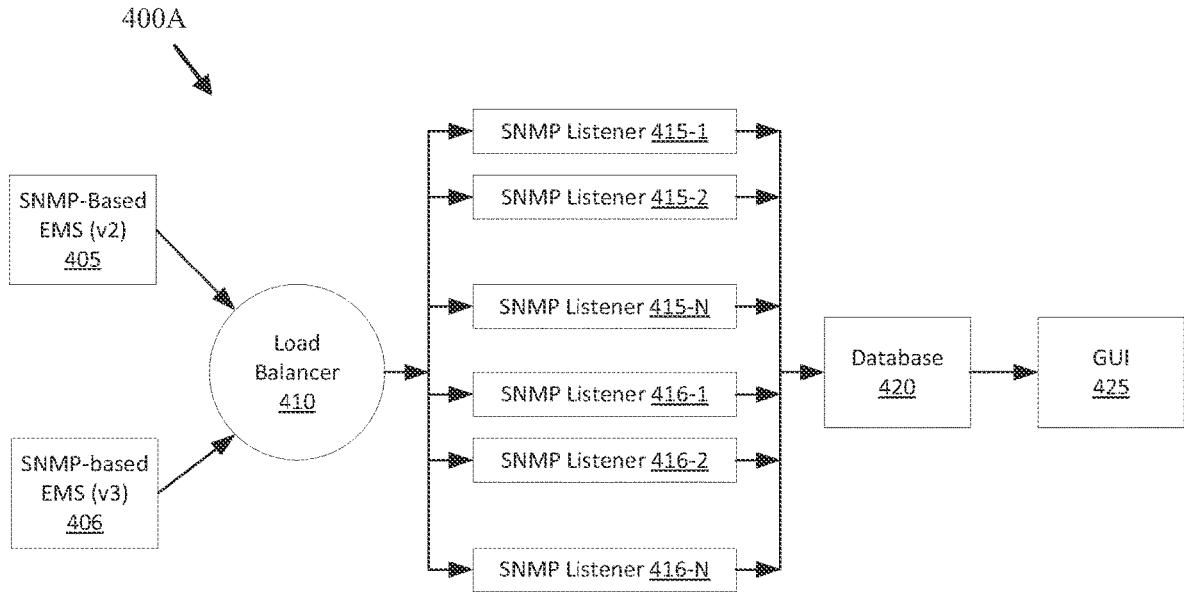 400A
SNMP-Based
EMS (v2)
405
SNMP-based
EMS (v3)
406
Load
Balancer
410
SNMP Listener 415-1
SNMP Listener 415-2
SNMP Listener 415-N
SNMP Listener 416-1
SNMP Listener 416-2
SNMP Listener 416-N
Database
420
GUI
425